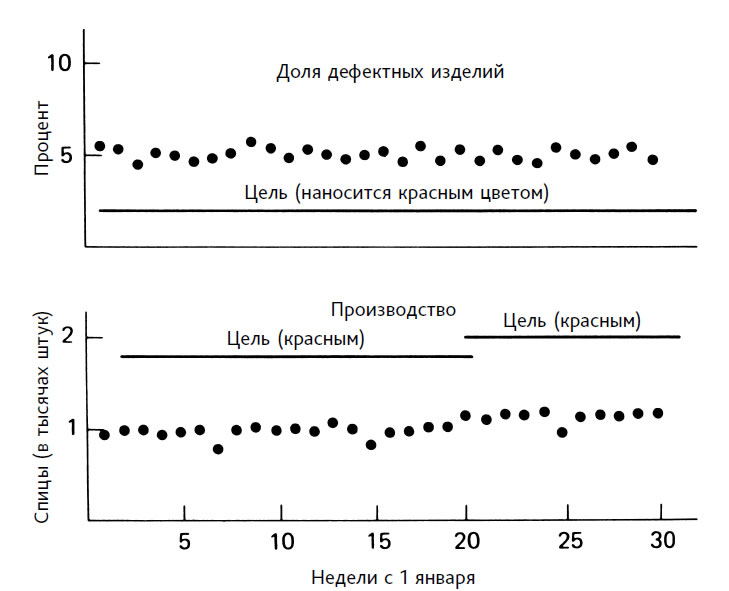 Доля дефектных изделий
10
Процент
5
Цель (наносится красным цветом)
Производство
Цель (красным)
2
Цель (красным)
Спицы (в тысячах штук)
1
5 10 15 20 25 30
Недели с 1 января